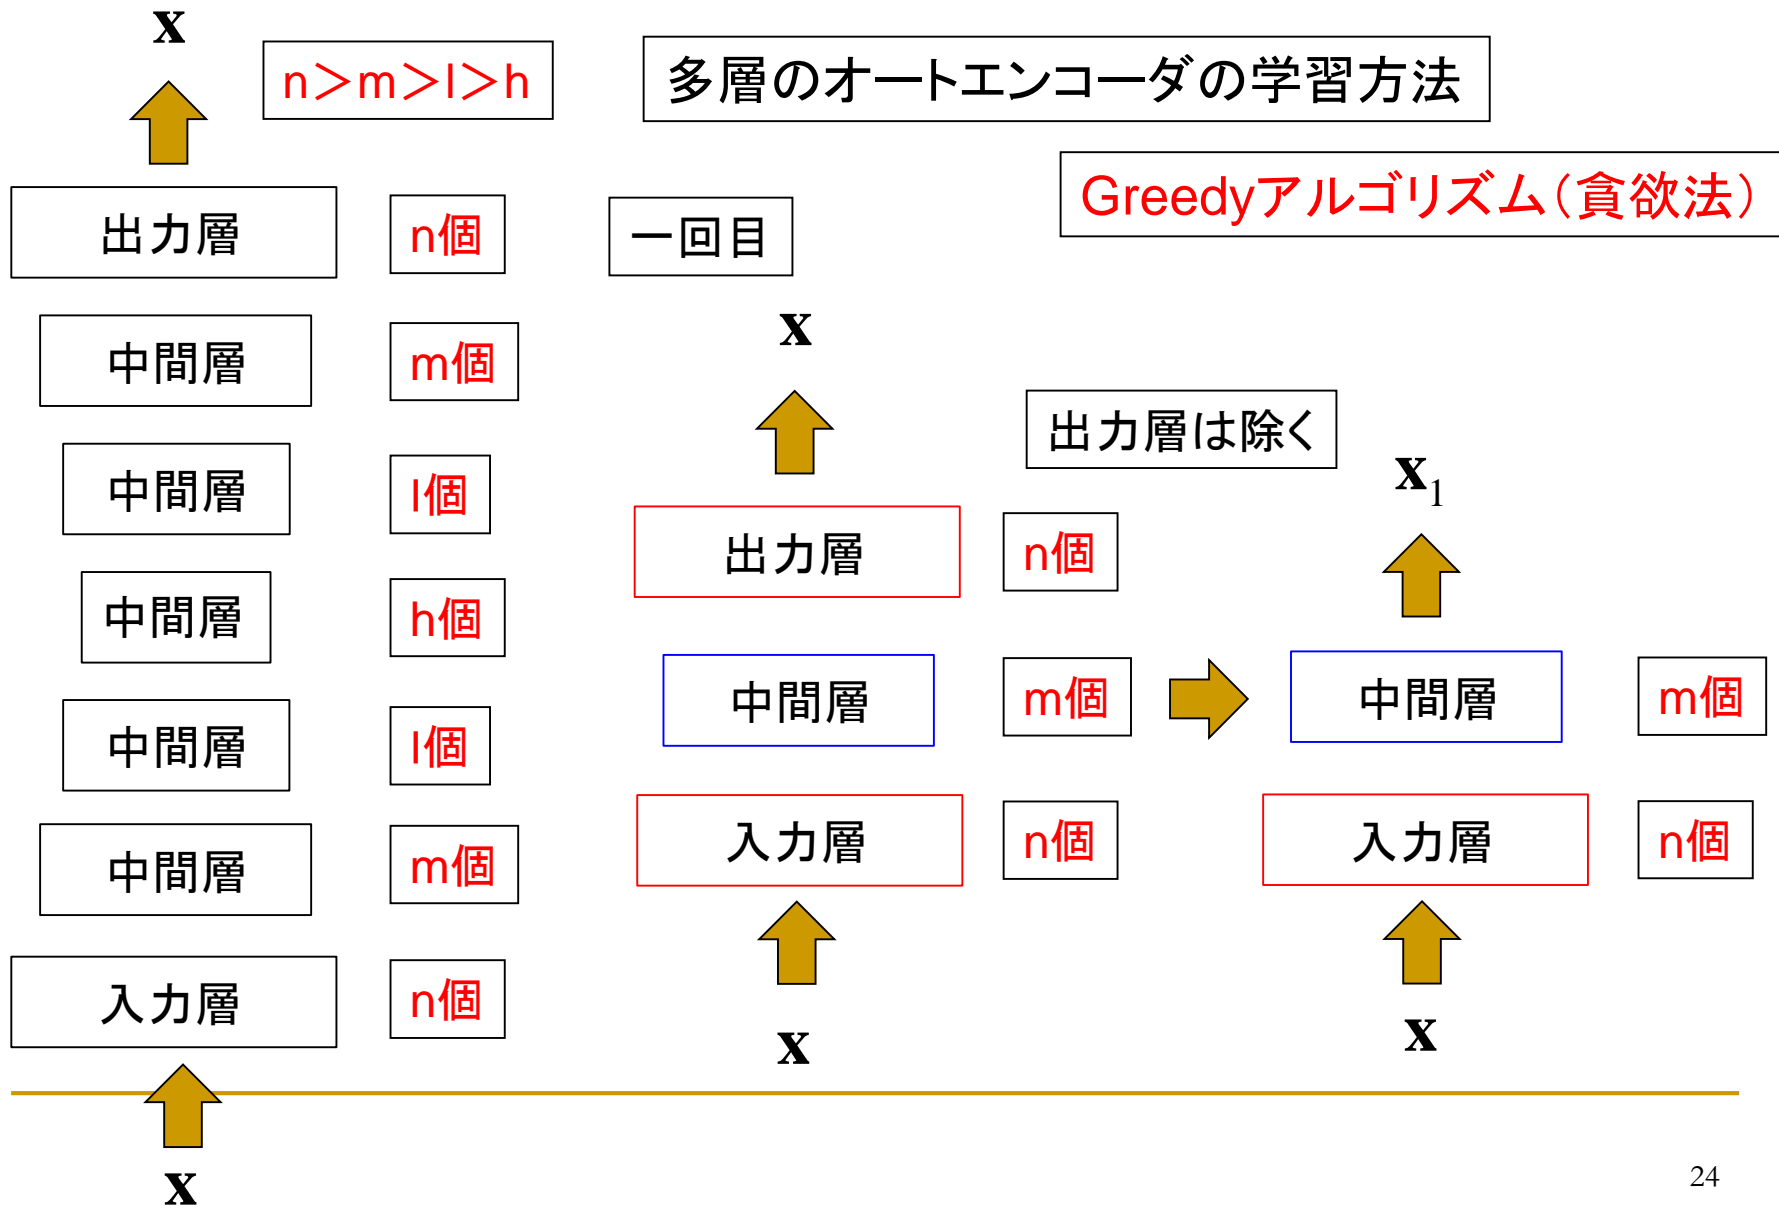 x
n＞m＞l＞h
多層のオートエンコーダの学習方法
Greedyアルゴリズム（貪欲法）
出力層
n個
中間層
m個
中間層
l個
中間層
h個
中間層
l個
中間層
m個
入力層
n個
x
一回目
x
出力層
n個
中間層
m個
入力層
n個
x
出力層は除く
x1
中間層
m個
入力層
n個
x
24